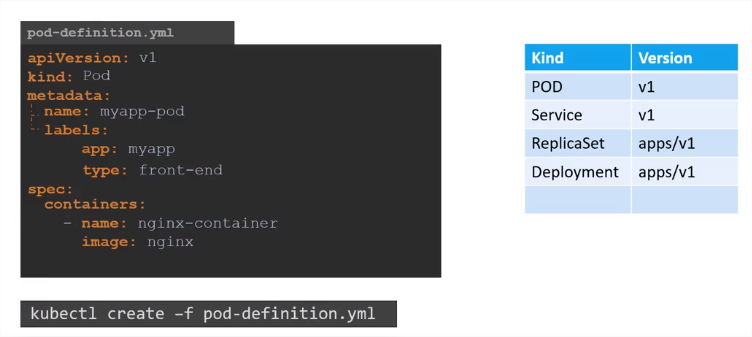 pod-definition.yml
apiVersion: v1
kind: Pod
metadata:
name: myapp-pod
labels:
app: myapp
type: front-end
spec:
containers:
- name: nginx-container
image: nginx
kubectl create –f pod-definition.yml
Kind Version
POD v1
Service v1
ReplicaSet apps/v1
Deployment apps/v1